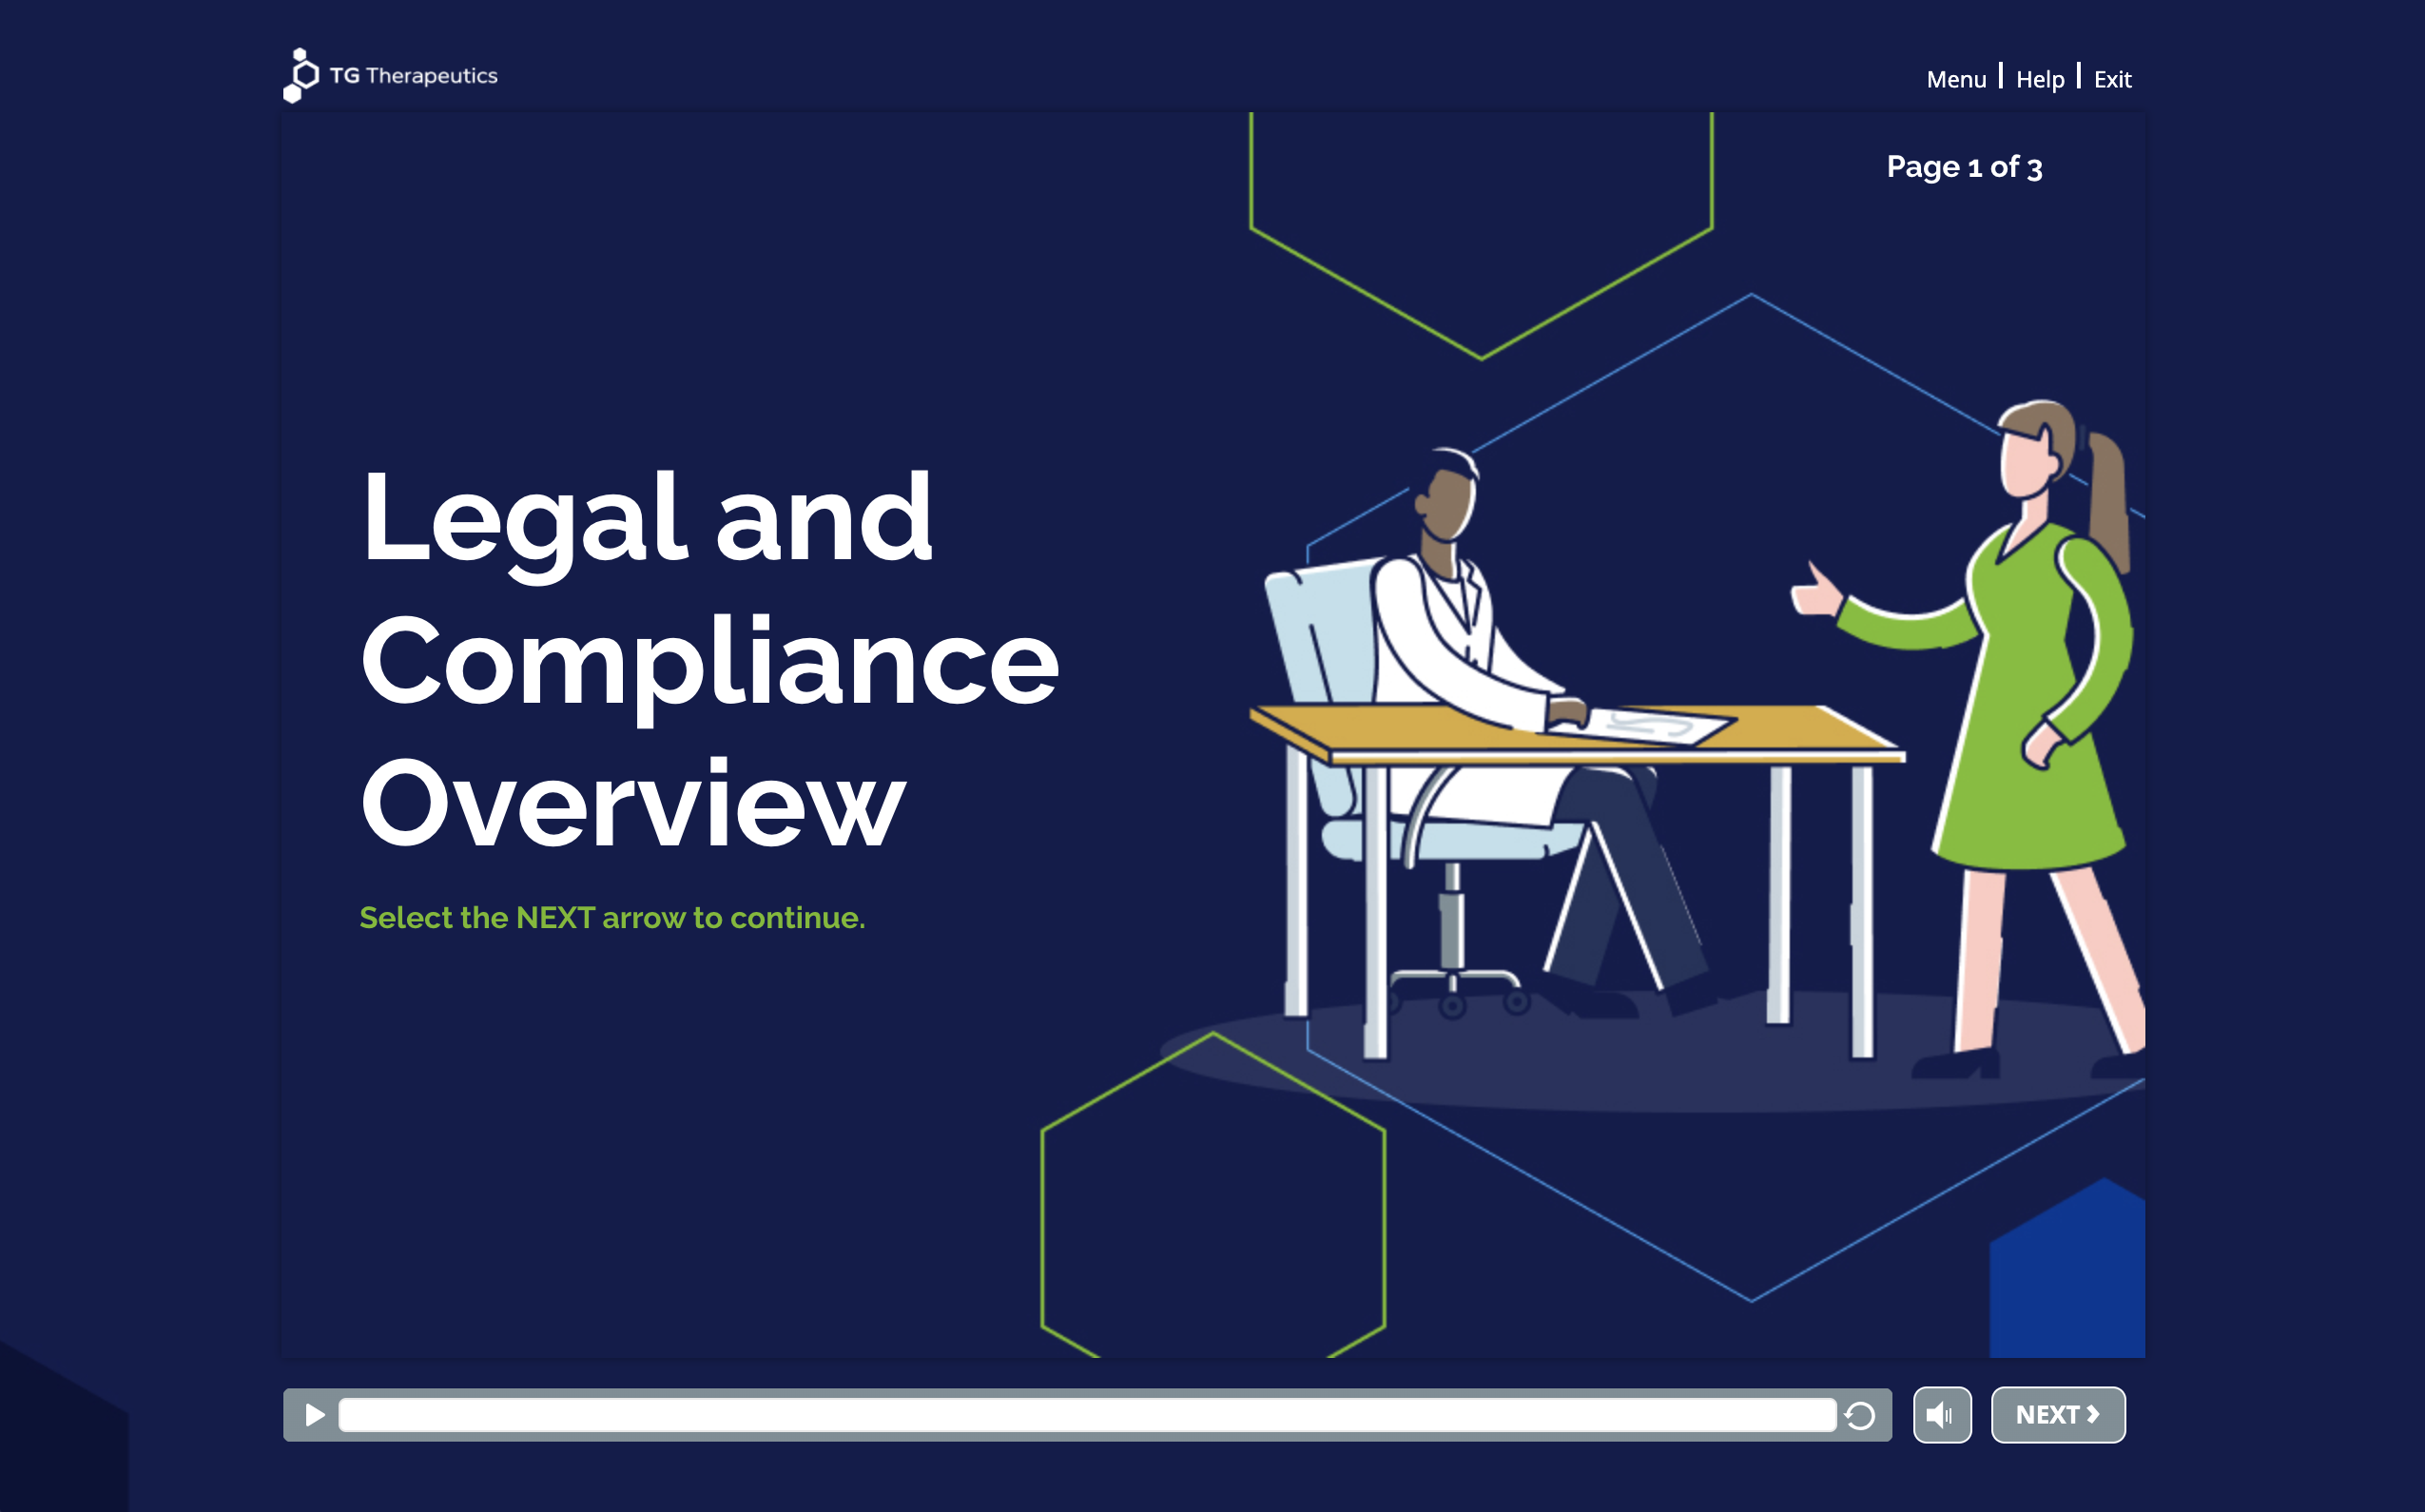 TG Therapeutics
Menu | Help | Exit
Page 1 of 3
Legal and
Compliance
Overview
Select the NEXT arrow to continue.
NEXT